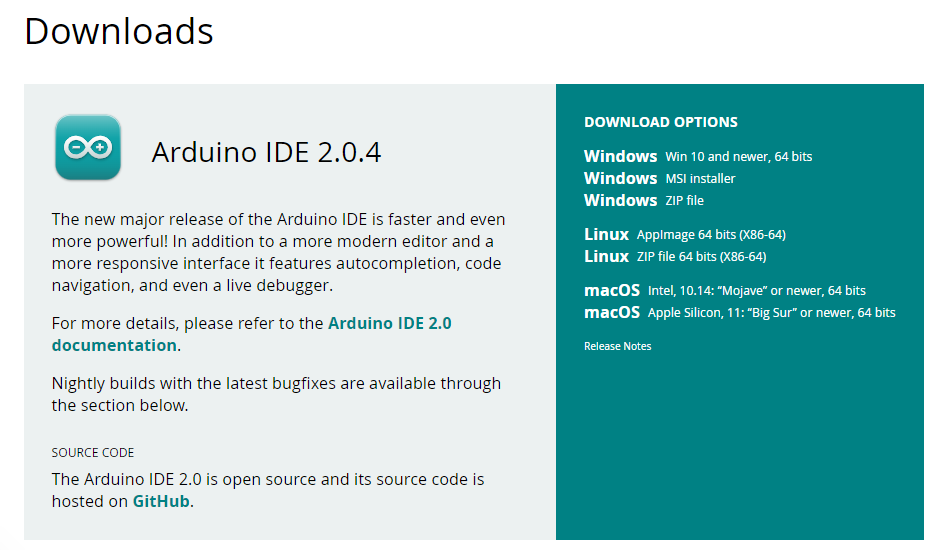 Downloads
Arduino IDE 2.0.4
The new major release of the Arduino IDE is faster and even
more powerful! In addition to a more modern editor and a
more responsive interface it features autocompletion, code
navigation, and even a live debugger.
For more details, please refer to the Arduino IDE 2.0
documentation.
Nightly builds with the latest bugfixes are available through
the section below.
SOURCE CODE
The Arduino IDE 2.0 is open source and its source code is
hosted on GitHub.
DOWNLOAD OPTIONS
Windows Win 10 and newer, 64 bits
Windows MSI installer
Windows ZIP file
Linux AppImage 64 bits (X86-64)
Linux ZIP file 64 bits (X86-64)
macOS Intel, 10.14: “Mojave” or newer, 64 bits
macOS Apple Silicon, 11: “Big Sur” or newer, 64 bits
Release Notes